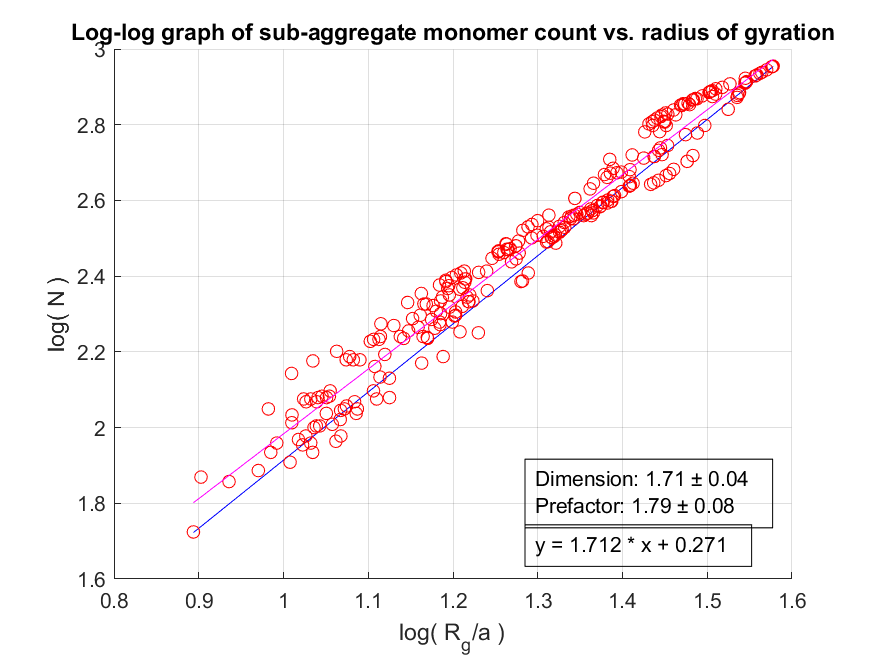 Log-log graph of sub-aggregate monomer count vs. radius of gyration
3
2.8
2.6
2.4
2.2
2
1.8
1.6
log( N )
Dimension: 1.71 ± 0.04
Prefactor: 1.79 ± 0.08
y = 1.712 * x + 0.271
0.8 0.9 1 1.1 1.2 1.3 1.4 1.5 1.6
log( R_g/a )